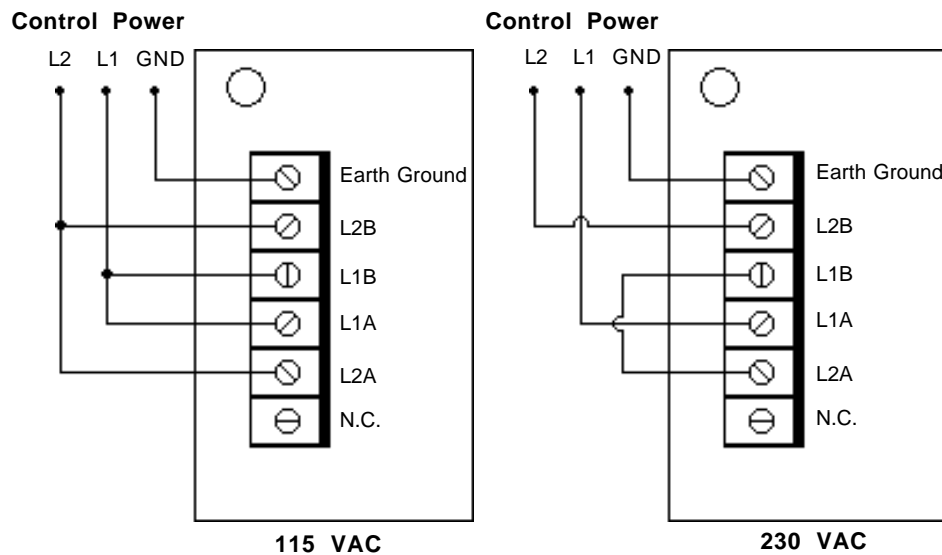 Control Power
L2 L1 GND
Earth Ground
L2B
L1B
L1A
L2A
N.C.
115 VAC
Control Power
L2 L1 GND
Earth Ground
L2B
L1B
L1A
L2A
N.C.
230 VAC